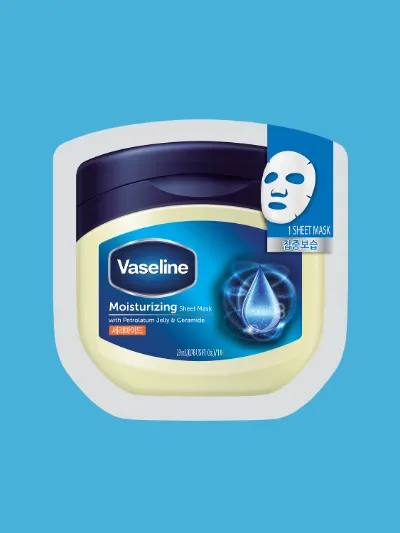 1 SHEET MASK
집중보습
Vaseline
Moisturizing Sheet Mask
with Petrolatum Jelly & Ceramide
세라마이드